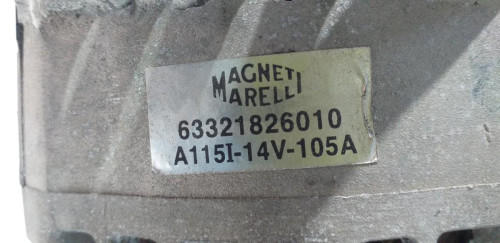 MAGNETI
MARELLI
63321826010
A115I-14V-105A